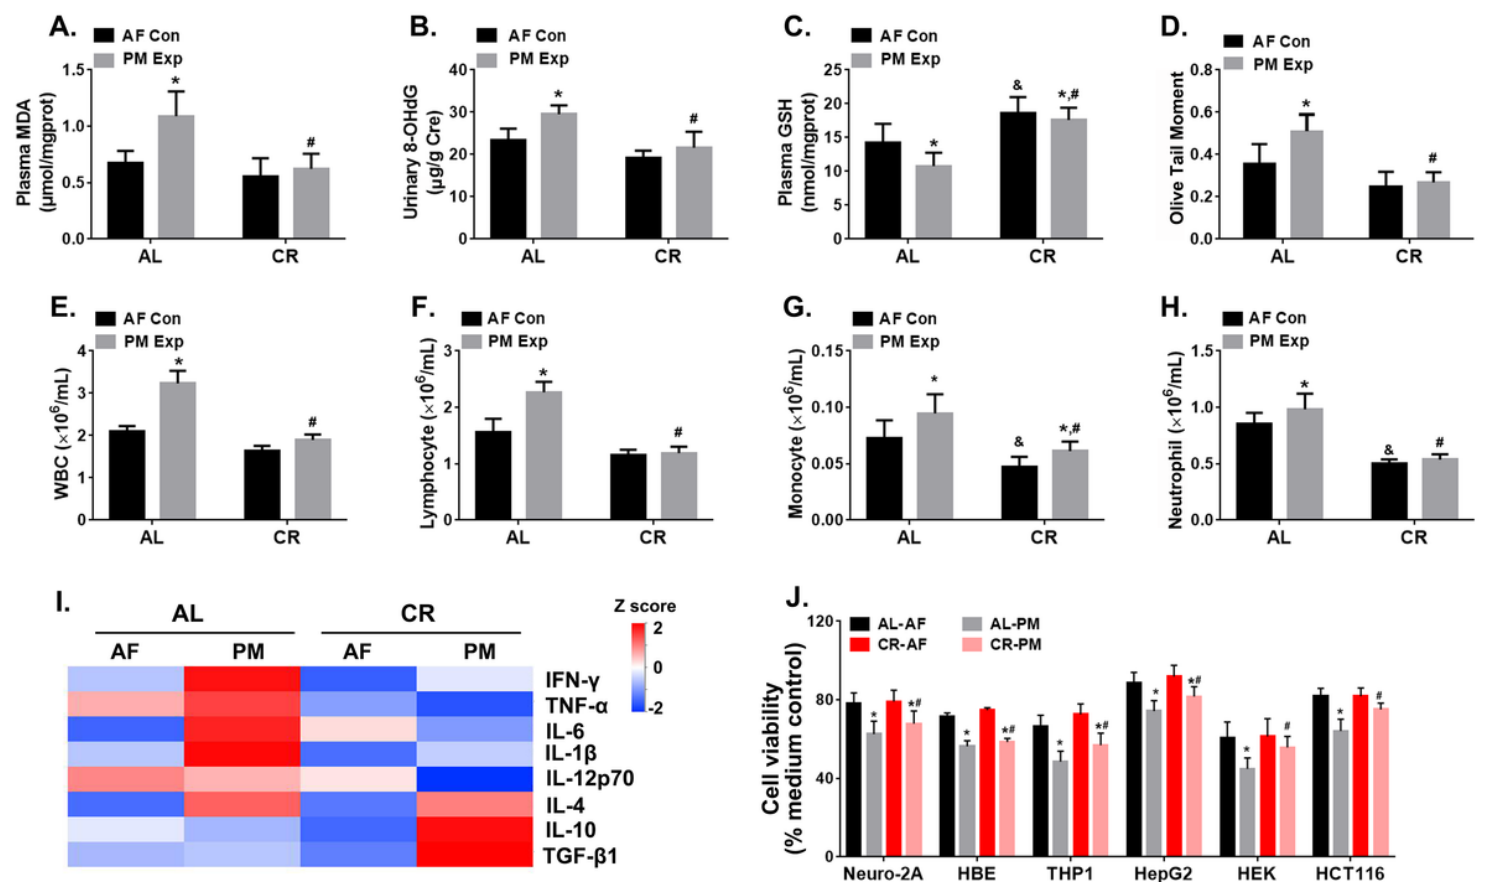 A.
AF Con
PM Exp
Plasma MDA
(μmol/mgprot)
1.5
1.0
0.5
0.0
*
#
AL
CR
B.
AF Con
PM Exp
Urinary 8-OHdG
(μg/g Cre)
40
30
20
10
0
*
#
AL
CR
C.
AF Con
PM Exp
Plasma GSH
(nmol/mgprot)
25
20
15
10
5
0
*
&
*,#
AL
CR
D.
AF Con
PM Exp
Olive Tail Moment
0.8
0.6
0.4
0.2
0.0
*
#
AL
CR
E.
AF Con
PM Exp
WBC (×10⁶/mL)
4
3
2
1
0
*
#
AL
CR
F.
AF Con
PM Exp
Lymphocyte (×10⁶/mL)
3
2
1
0
*
#
AL
CR
G.
AF Con
PM Exp
Monocyte (×10⁶/mL)
0.15
0.10
0.05
0.00
*
&
*,#
AL
CR
H.
AF Con
PM Exp
Neutrophil (×10⁶/mL)
1.5
1.0
0.5
0.0
*
&
#
AL
CR
I.
AL
CR
AF
PM
AF
PM
Z score
2
0
-2
IFN-γ
TNF-α
IL-6
IL-1β
IL-12p70
IL-4
IL-10
TGF-β1
J.
AL-AF
AL-PM
CR-AF
CR-PM
Cell viability
(% medium control)
120
80
40
0
*
*#
*
*#
*
*#
*
*#
*
#
*
#
Neuro-2A
HBE
THP1
HepG2
HEK
HCT116